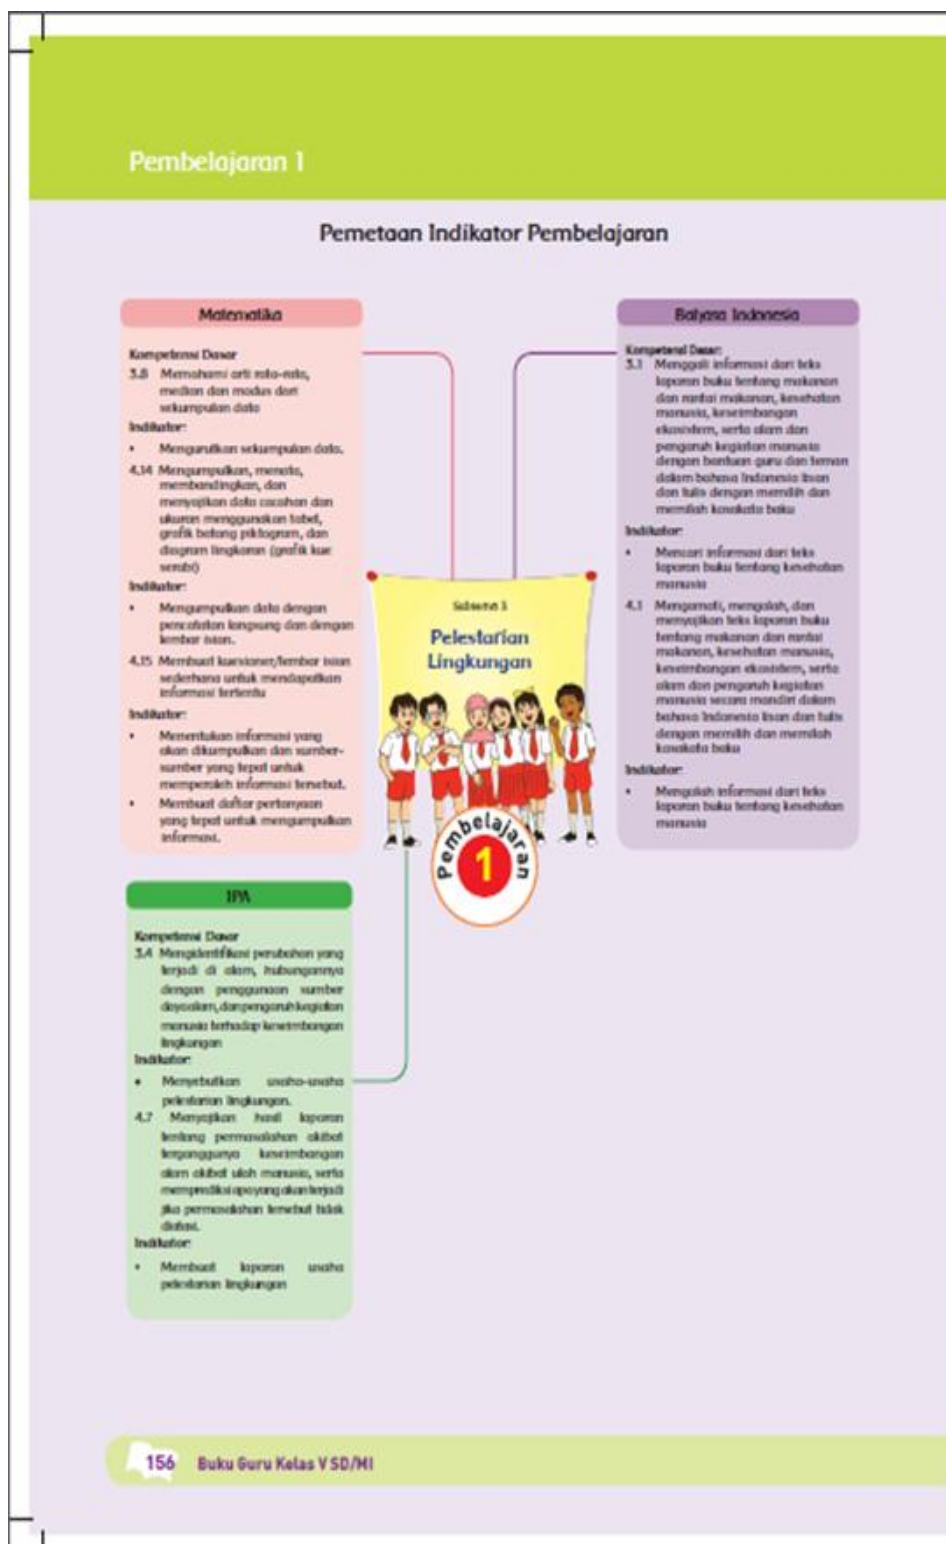 Pembelajaran 1
Pemetaan Indikator Pembelajaran
Matematika
Kompetensi Dasar
3.8 Memahami arti rata-rata,
median dan modus dari
sekumpulan data
Indikator:
• Mengurutkan sekumpulan data.
4.14 Mengumpulkan, menata,
membandingkan, dan
menyajikan data cacahan dan
ukuran menggunakan tabel,
grafik batang piktogram, dan
diagram lingkaran (grafik kue
serabi)
Indikator:
• Mengumpulkan data dengan
pencatatan langsung dan dengan
lembar isian.
4.15 Membuat kuesioner/lembar isian
sederhana untuk mendapatkan
informasi tertentu
Indikator:
• Menentukan informasi yang
akan dikumpulkan dan sumber-
sumber yang tepat untuk
memperoleh informasi tersebut.
• Membuat daftar pertanyaan
yang tepat untuk mengumpulkan
informasi.
Bahasa Indonesia
Kompetensi Dasar:
3.1 Menggali informasi dari teks
laporan buku tentang makanan
dan rantai makanan, kesehatan
manusia, keseimbangan
ekosistem, serta alam dan
pengaruh kegiatan manusia
dengan bantuan guru dan teman
dalam bahasa Indonesia lisan
dan tulis dengan memilih dan
memilah kosakata baku
Indikator:
• Mencari informasi dari teks
laporan buku tentang kesehatan
manusia
4.1 Mengamati, mengolah, dan
menyajikan teks laporan buku
tentang makanan dan rantai
makanan, kesehatan manusia,
keseimbangan ekosistem, serta
alam dan pengaruh kegiatan
manusia secara mandiri dalam
bahasa Indonesia lisan dan tulis
dengan memilih dan memilah
kosakata baku
Indikator:
• Mengolah informasi dari teks
laporan buku tentang kesehatan
manusia
Subtema 3
Pelestarian
Lingkungan
Pembelajaran
1
IPA
Kompetensi Dasar
3.4 Mengidentifikasi perubahan yang
terjadi di alam, hubungannya
dengan penggunaan sumber
daya alam, dan pengaruh kegiatan
manusia terhadap keseimbangan
lingkungan
Indikator:
• Menyebutkan usaha-usaha
pelestarian lingkungan.
4.7 Menyajikan hasil laporan
tentang permasalahan akibat
terganggunya keseimbangan
alam akibat ulah manusia, serta
memprediksi apa yang akan terjadi
jika permasalahan tersebut tidak
diatasi.
Indikator:
• Membuat laporan usaha
pelestarian lingkungan
156 Buku Guru Kelas V SD/MI